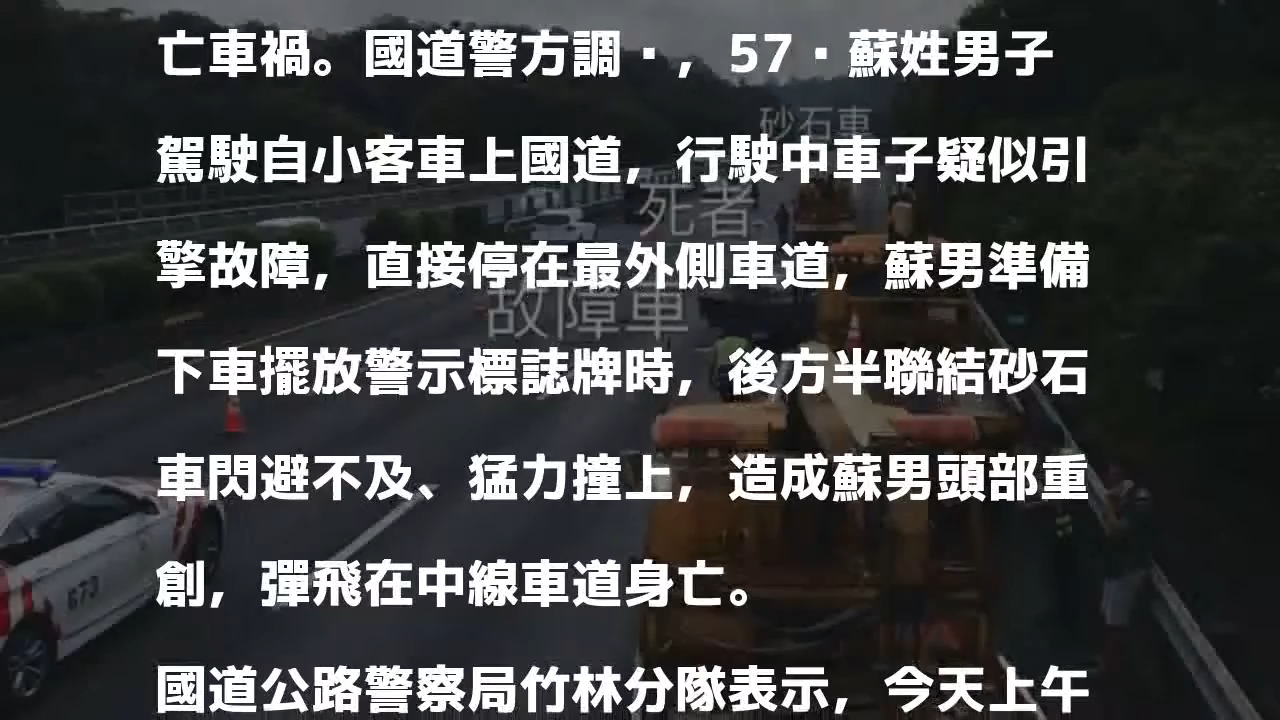 亡車禍。國道警方調·，57·蘇姓男子
砂石車
駕駛自小客車上國道，行駛中車子疑似引
死者
擎故障，直接停在最外側車道，蘇男準備
故障車
下車擺放警示標誌牌時，後方半聯結砂石
車閃避不及、猛力撞上，造成蘇男頭部重
創，彈飛在中線車道身亡。
673
國道公路警察局竹林分隊表示，今天上午